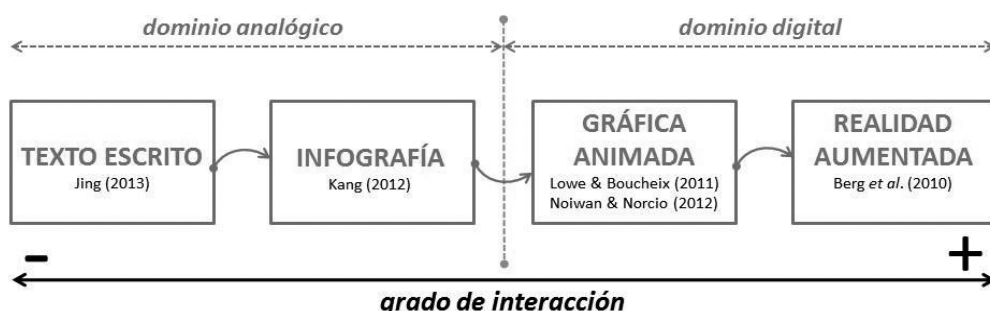 dominio analógico
dominio digital
TEXTO ESCRITO
Jing (2013)
INFOGRAFÍA
Kang (2012)
GRÁFICA
ANIMADA
Lowe & Boucheix (2011)
Noiwan & Norcio (2012)
REALIDAD
AUMENTADA
Berg et al. (2010)
- +
grado de interacción